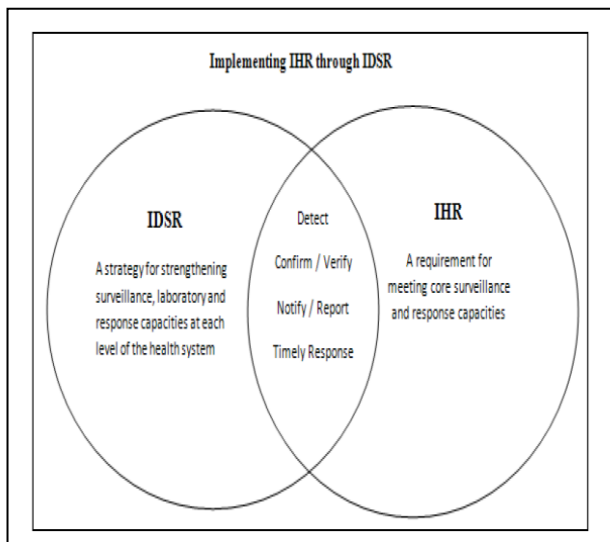 Implementing IHR through IDSR
IDSR
A strategy for strengthening
surveillance, laboratory and
response capacities at each
level of the health system
Detect
Confirm / Verify
Notify / Report
Timely Response
IHR
A requirement for
meeting core surveillance
and response capacities